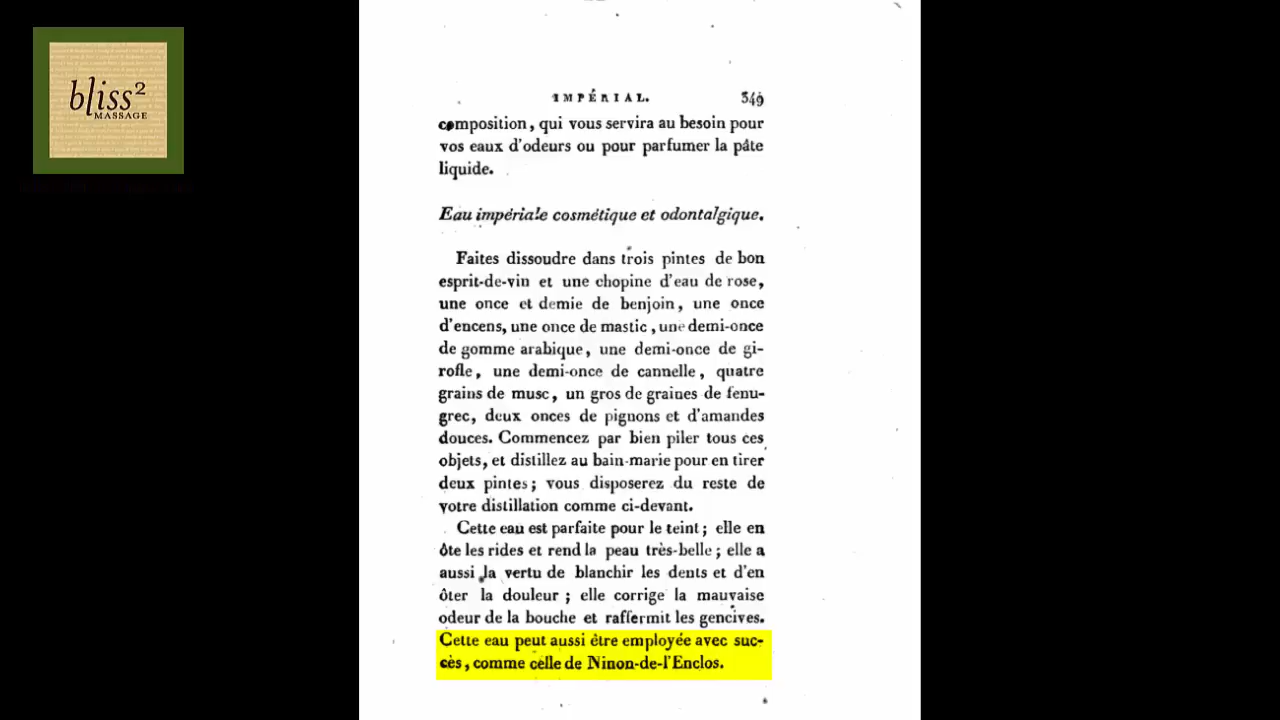 bliss²
MASSAGE
IMPÉRIAL. 349
composition, qui vous servira au besoin pour
vos eaux d'odeurs ou pour parfumer la pâte
liquide.
Eau impériale cosmétique et odontalgique.
Faites dissoudre dans trois pintes de bon
esprit-de-vin et une chopine d'eau de rose,
une once et demie de benjoin, une once
d'encens, une once de mastic, une demi-once
de gomme arabique, une demi-once de gi-
rofle, une demi-once de cannelle, quatre
grains de musc, un gros de graines de fenu-
grec, deux onces de pignons et d'amandes
douces. Commencez par bien piler tous ces
objets, et distillez au bain-marie pour en tirer
deux pintes; vous disposerez du reste de
votre distillation comme ci-devant.
Cette eau est parfaite pour le teint; elle en
ôte les rides et rend la peau très-belle; elle a
aussi la vertu de blanchir les dents et d'en
ôter la douleur; elle corrige la mauvaise
odeur de la bouche et raffermit les gencives.
Cette eau peut aussi être employée avec suc-
cès, comme celle de Ninon-de-l'Enclos.